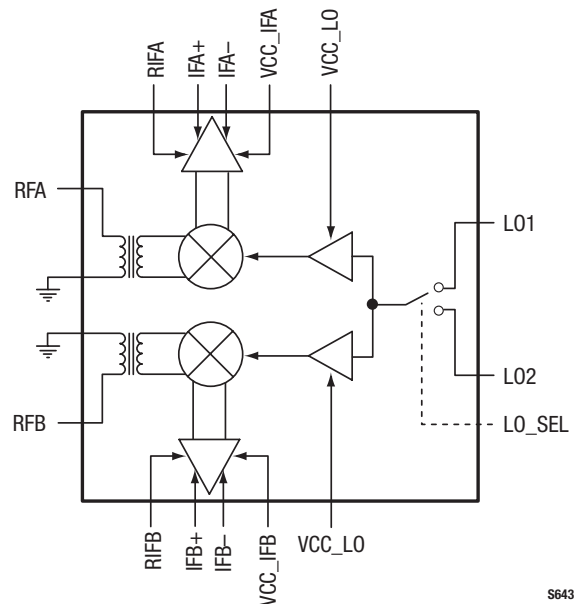 RIFA
IFA+
IFA–
VCC_IFA
VCC_LO
RFA
LO1
LO2
RFB
LO_SEL
RIFB
IFB+
IFB–
VCC_IFB
VCC_LO
S643